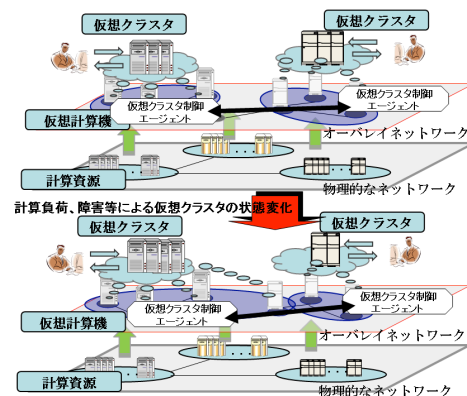 仮想クラスタ
仮想クラスタ
仮想クラスタ制御
エージェント
仮想クラスタ制御
エージェント
仮想計算機
オーバレイネットワーク
計算資源
物理的なネットワーク
計算負荷、障害等による仮想クラスタの状態変化
仮想クラスタ
仮想クラスタ
仮想クラスタ制御
エージェント
仮想クラスタ制御
エージェント
仮想計算機
オーバレイネットワーク
計算資源
物理的なネットワーク